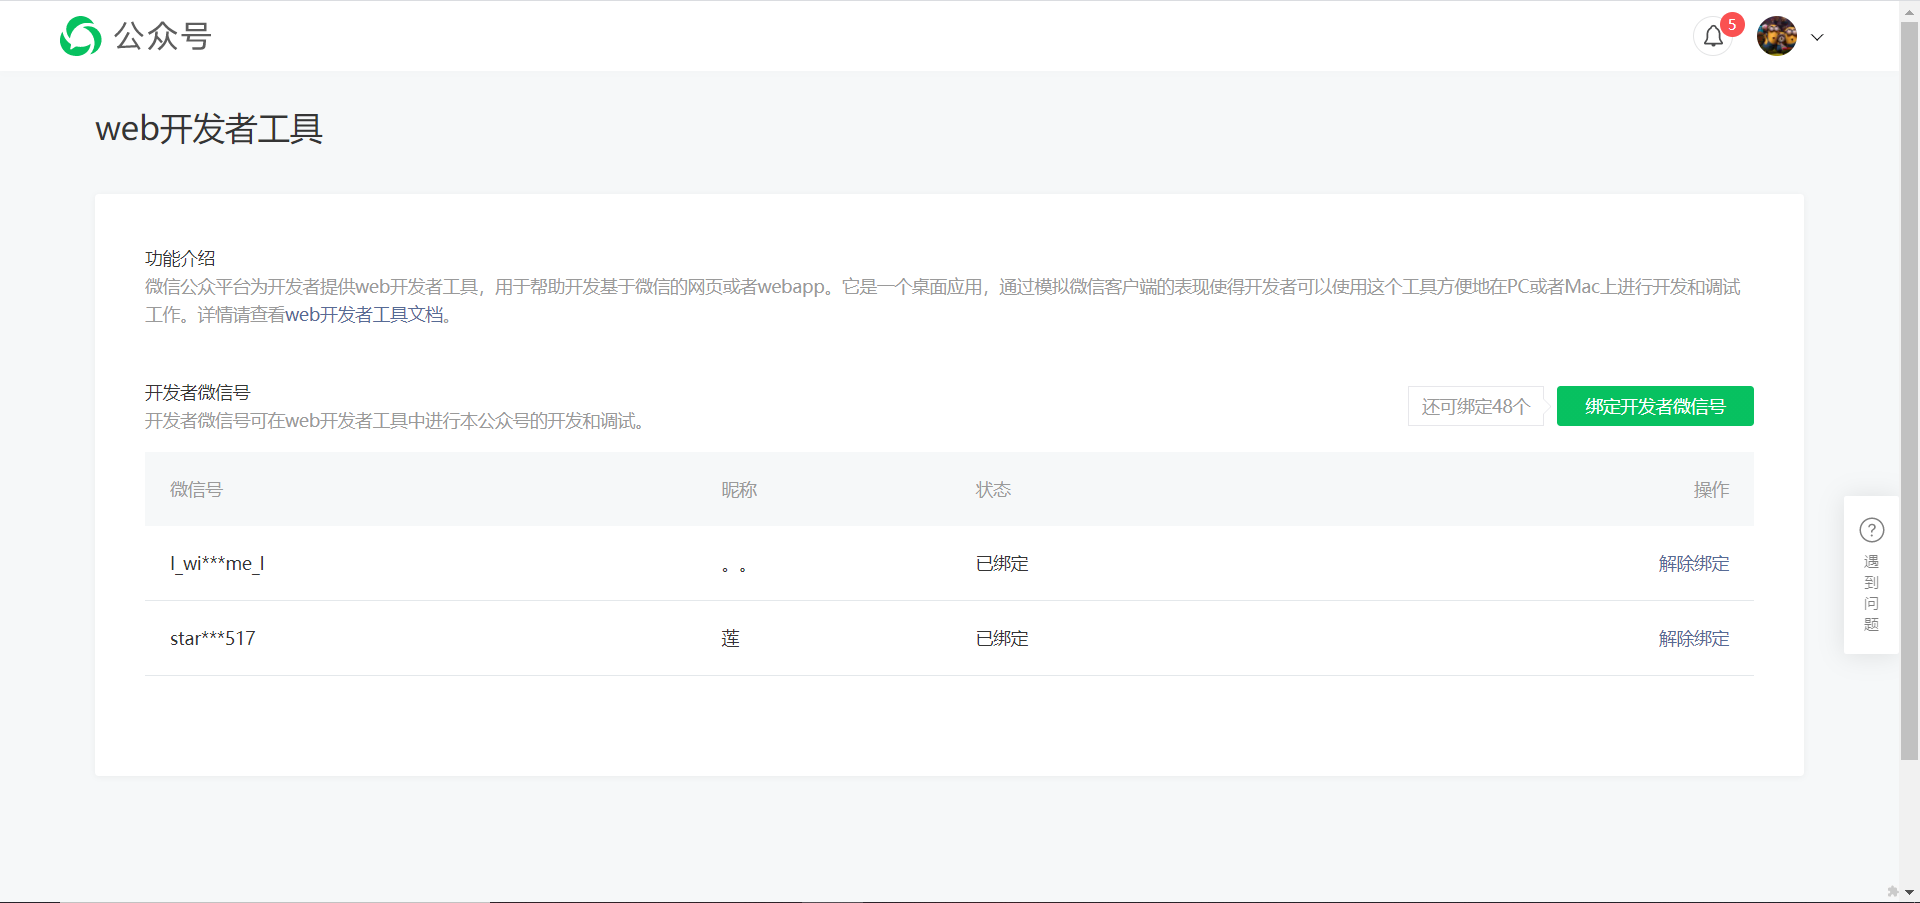 公众号
5
web开发者工具
功能介绍
微信公众平台为开发者提供web开发者工具，用于帮助开发基于微信的网页或者webapp。它是一个桌面应用，通过模拟微信客户端的表现使得开发者可以使用这个工具方便地在PC或者Mac上进行开发和调试
工作。详情请查看web开发者工具文档。
开发者微信号
开发者微信号可在web开发者工具中进行本公众号的开发和调试。
还可绑定48个
绑定开发者微信号
微信号 昵称 状态 操作
l_wi***me_l 。。 已绑定 解除绑定
star***517 莲 已绑定 解除绑定
?
遇
到
问
题